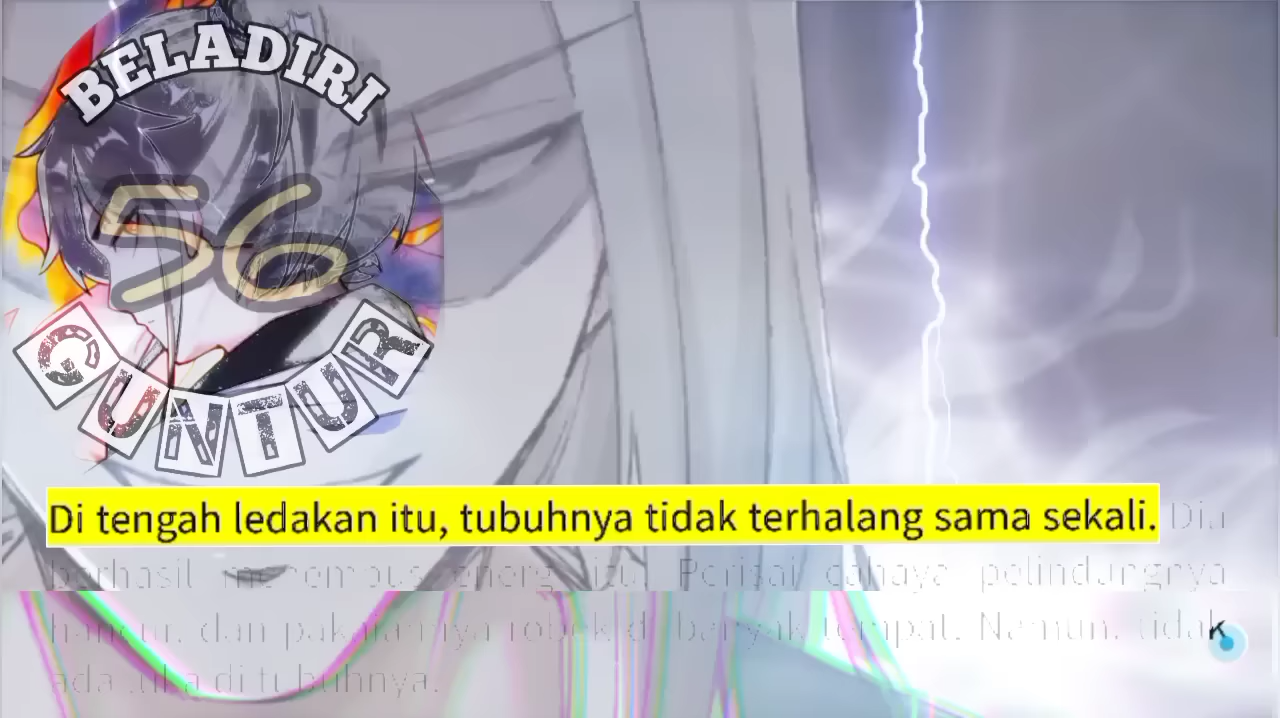 BELADIRI
56
GUNTUR
Di tengah ledakan itu, tubuhnya tidak terhalang sama sekali. Dia
berhasil menembus energi itu. Perisai cahaya pelindungnya
hancur, dan pakaiannya robek di banyak tempat. Namun, tidak
ada luka di tubuhnya.
K